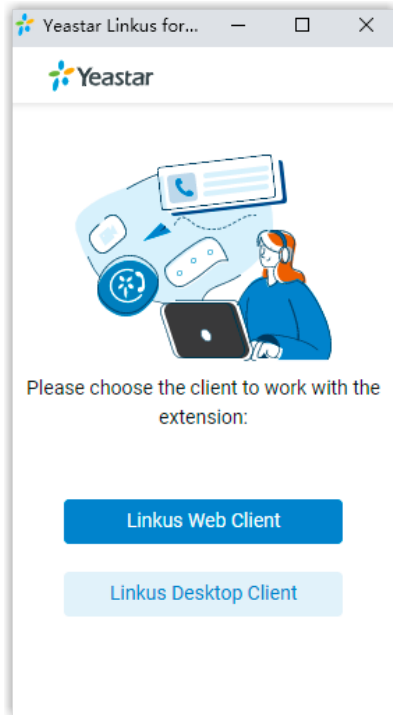 Yeastar Linkus for...
Yeastar
Please choose the client to work with the
extension:
Linkus Web Client
Linkus Desktop Client